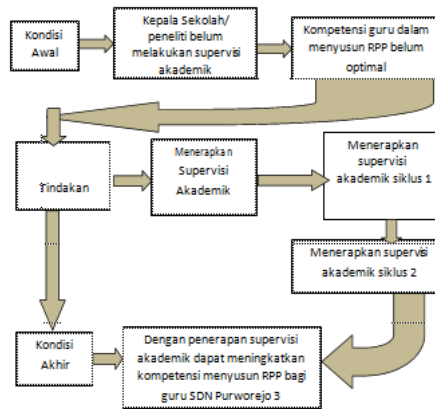 Kondisi
Awal
Kepala Sekolah/
peneliti belum
melakukan supervisi
akademik
Kompetensi guru dalam
menyusun RPP belum
optimal
Tindakan
Menerapkan
Supervisi
Akademik
Menerapkan
supervisi
akademik siklus 1
Menerapkan supervisi
akademik siklus 2
Kondisi
Akhir
Dengan penerapan supervisi
akademik dapat meningkatkan
kompetensi menyusun RPP bagi
guru SDN Purworejo 3